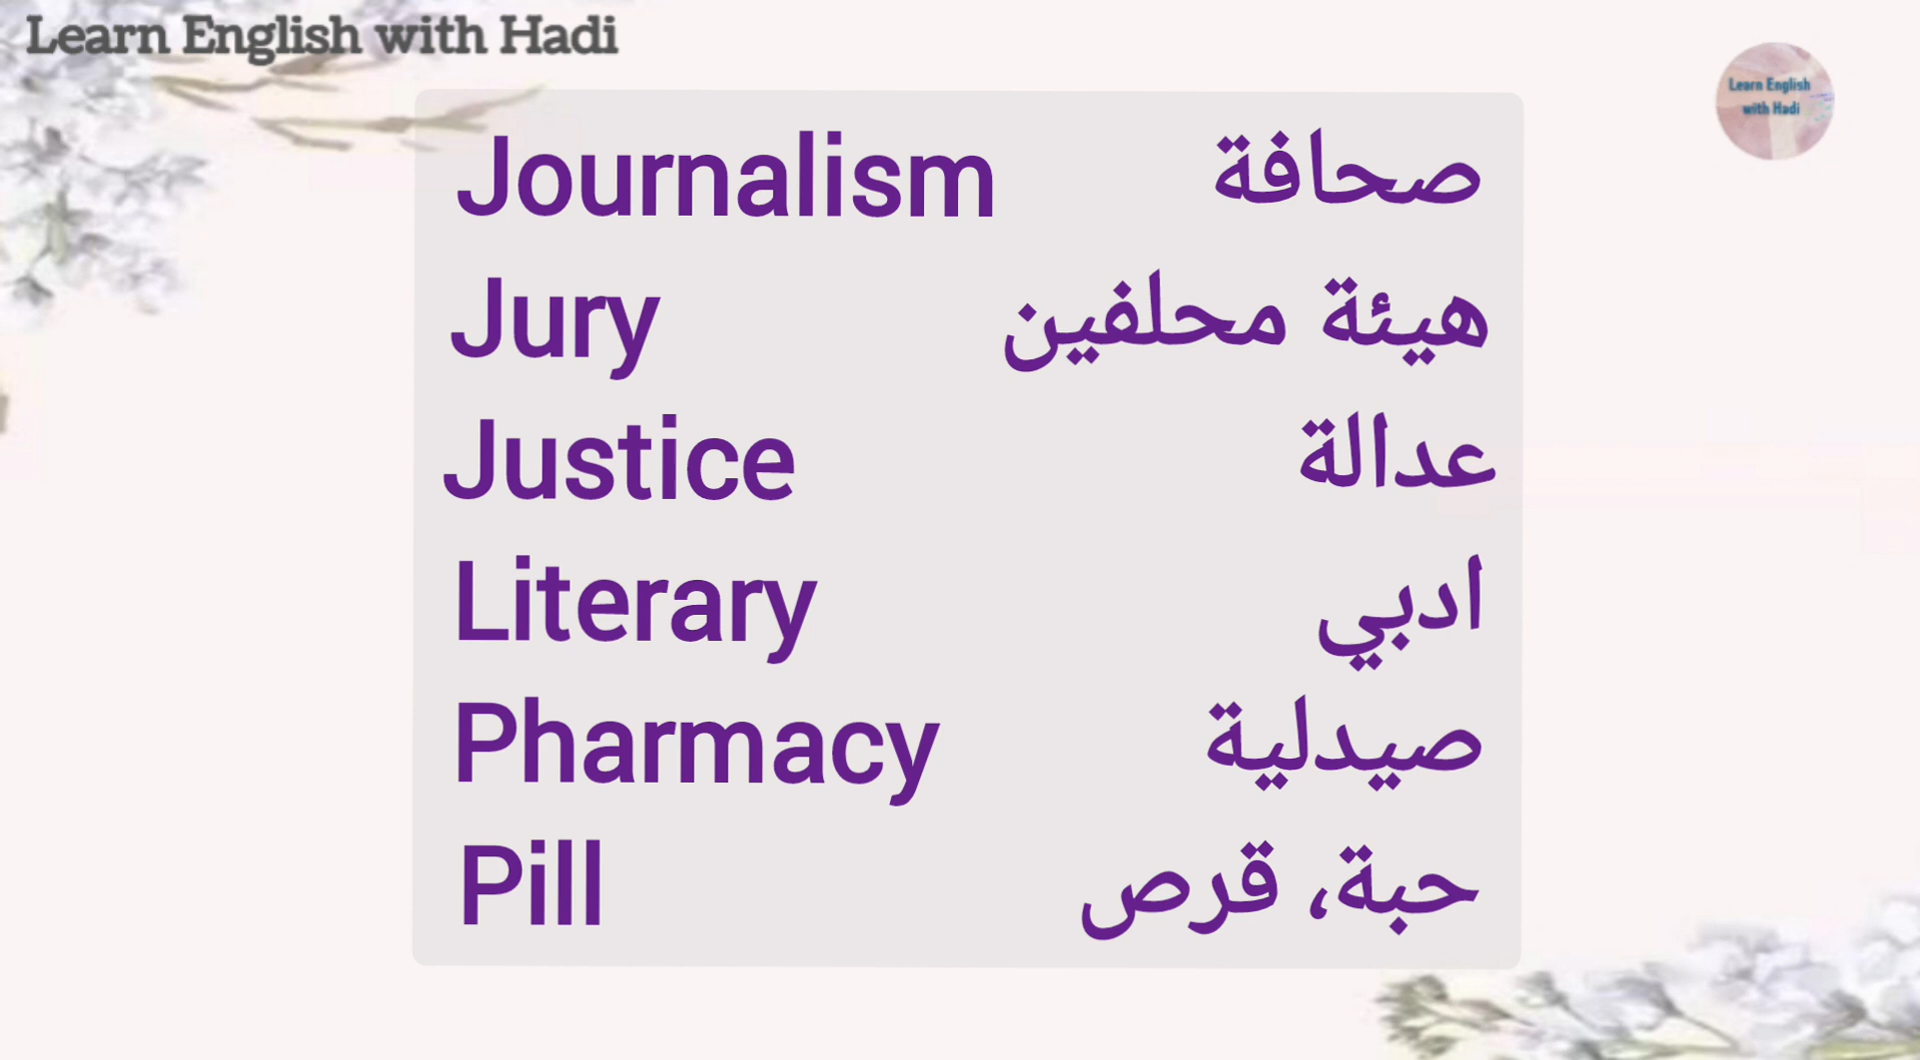 Learn English with Hadi
Learn English
with Hadi
Journalism صحافة
Jury هيئة محلفين
Justice عدالة
Literary ادبي
Pharmacy صيدلية
Pill حبة، قرص